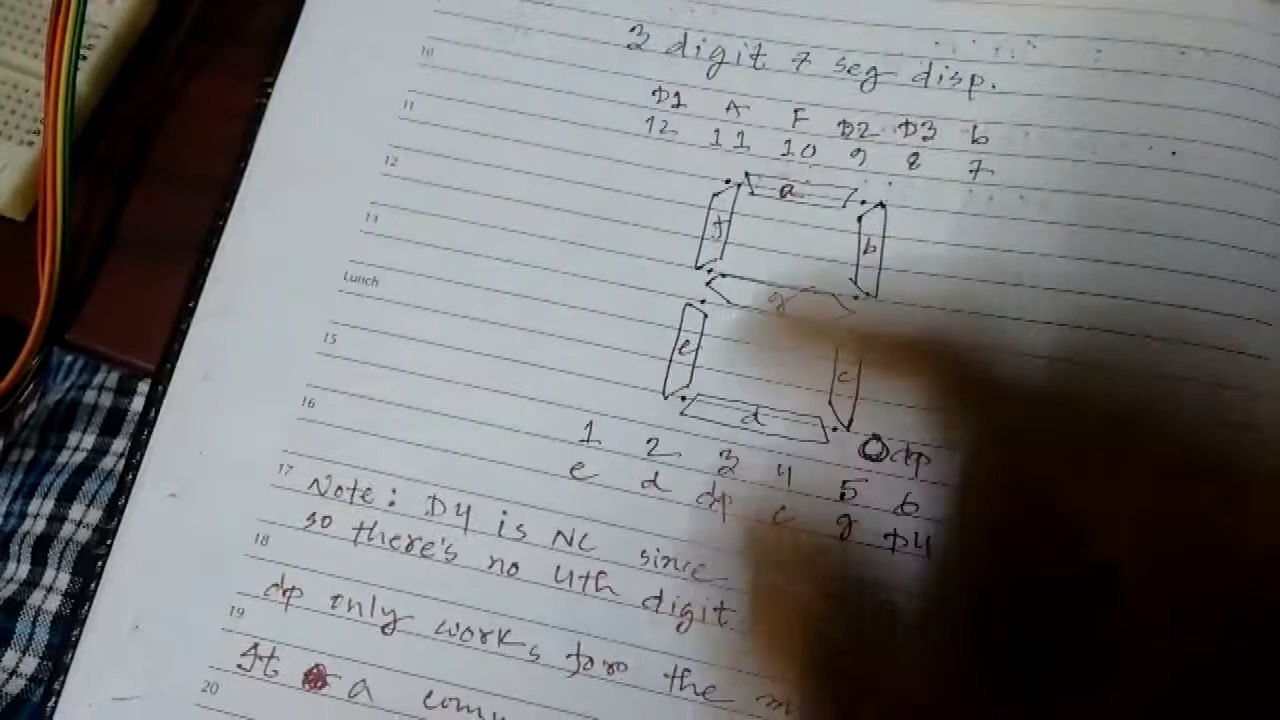 3 digit 7 seg disp.
10
D1 A F D2 D3 b
12 11 10 9 8 7
11
a
12
f
b
13
g
Lunch
e
c
15
d
dp
16
1 2 3 4 5 6
e d dp c g D4
17
Note: D4 is NC since
so there's no 4th digit
18
dp only works for the
19
It a
20